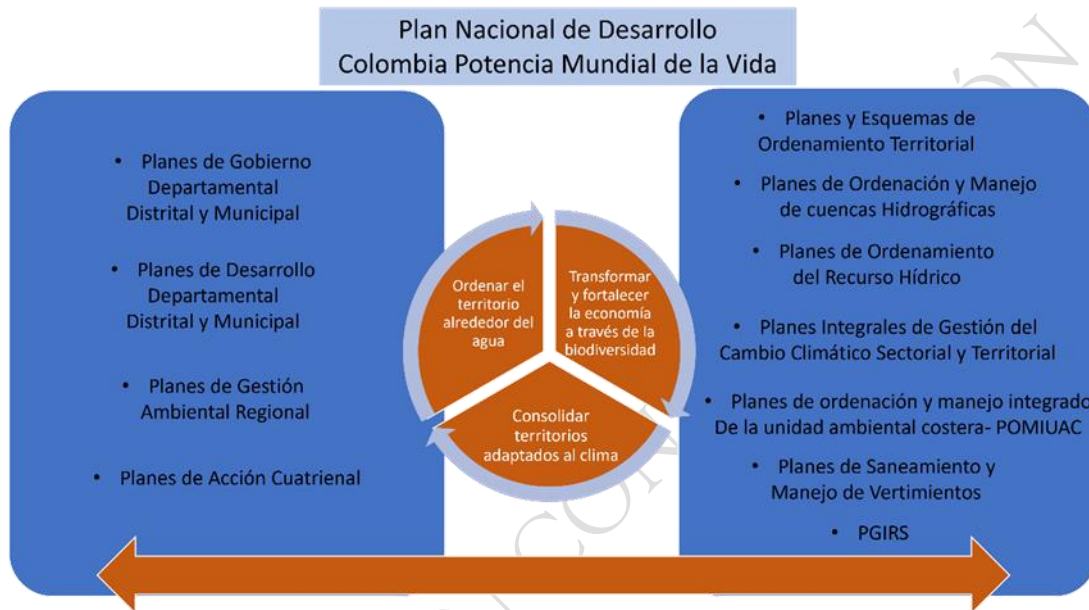 Plan Nacional de Desarrollo
Colombia Potencia Mundial de la Vida
• Planes de Gobierno
Departamental
Distrital y Municipal
• Planes de Desarrollo
Departamental
Distrital y Municipal
• Planes de Gestión
Ambiental Regional
• Planes de Acción Cuatrienal
Ordenar el
territorio
alrededor del
agua
Transformar
y fortalecer
la economía
a través de la
biodiversidad
Consolidar
territorios
adaptados al clima
• Planes y Esquemas de
Ordenamiento Territorial
• Planes de Ordenación y Manejo
de cuencas Hidrográficas
• Planes de Ordenamiento
del Recurso Hídrico
• Planes Integrales de Gestión del
Cambio Climático Sectorial y Territorial
• Planes de ordenación y manejo integrado
De la unidad ambiental costera- POMIUAC
• Planes de Saneamiento y
Manejo de Vertimientos
• PGIRS